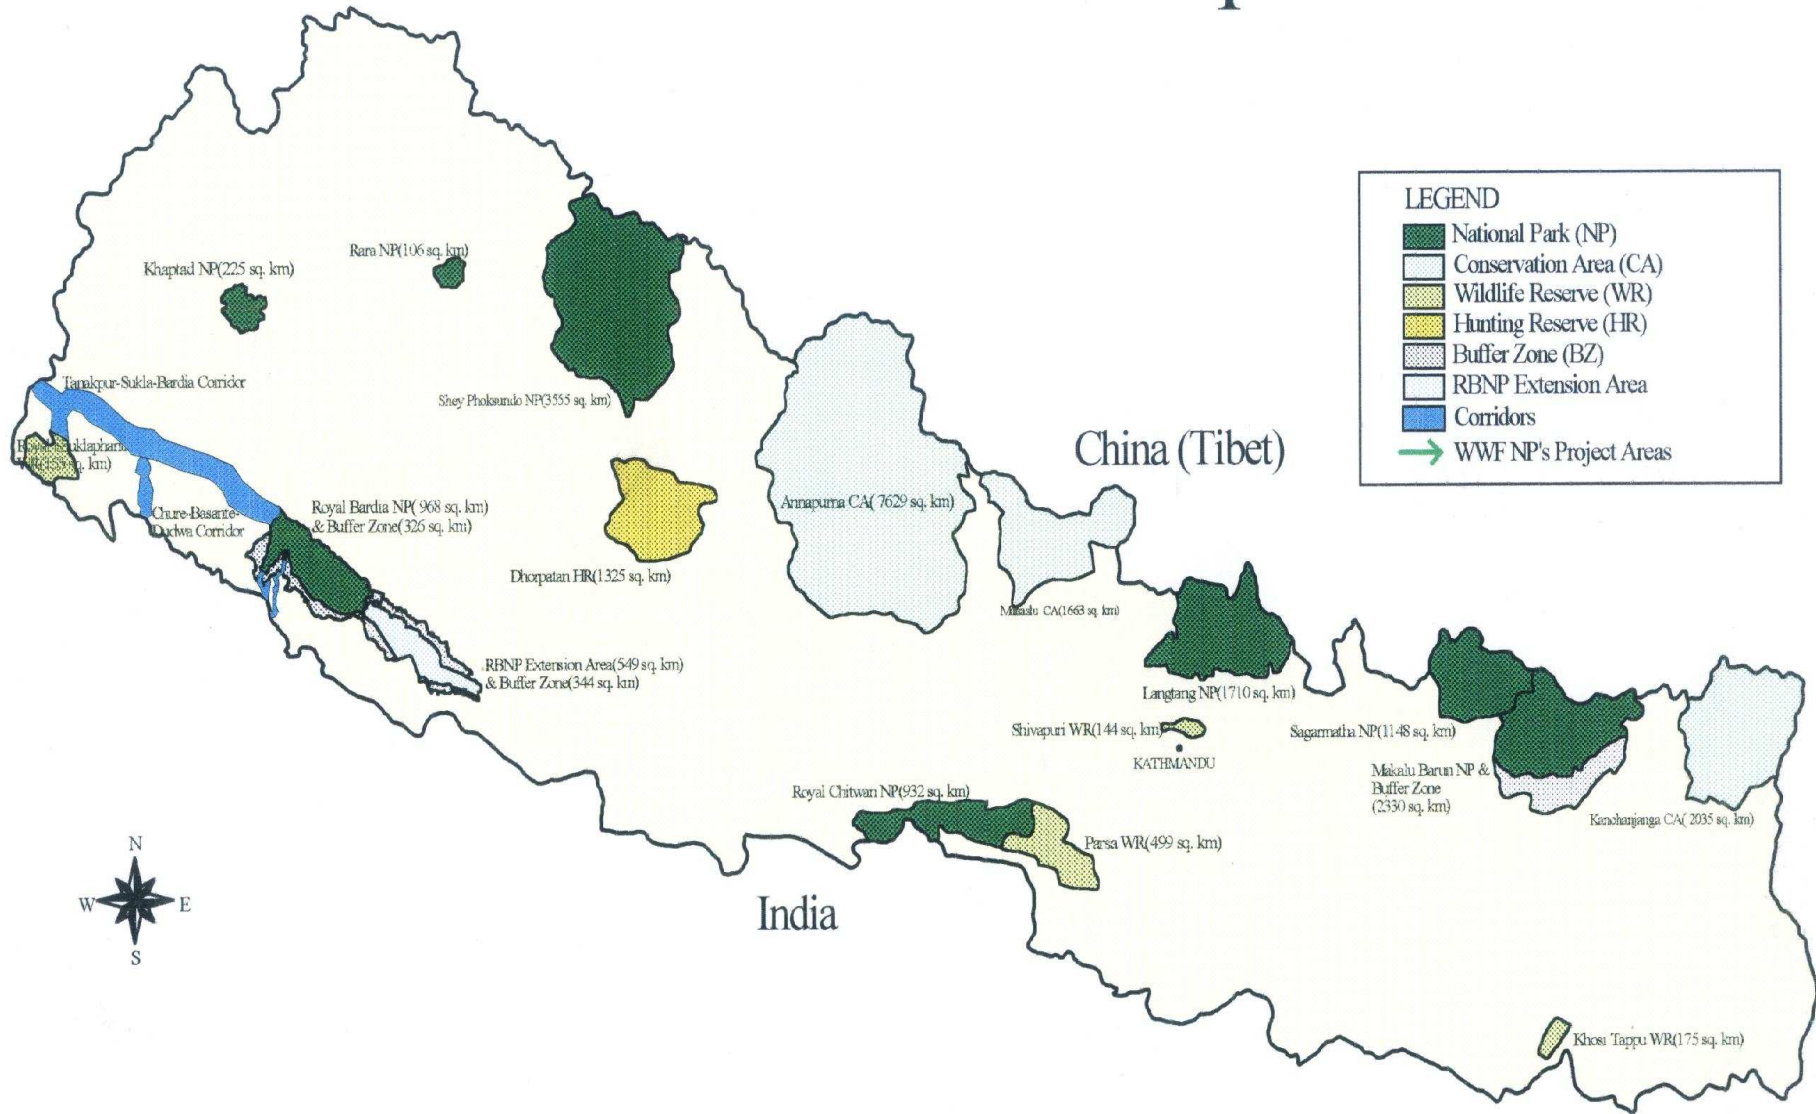 LEGEND
National Park (NP)
Conservation Area (CA)
Wildlife Reserve (WR)
Hunting Reserve (HR)
Buffer Zone (BZ)
RBNP Extension Area
Corridors
WWF NP's Project Areas
Rara NP(106 sq. km)
Khaptad NP(225 sq. km)
Tanakpur-Sukla-Bardia Corridor
Shey Phoksundo NP(3555 sq. km)
sq. km)
China (Tibet)
Annapurna CA( 7629 sq. km)
Royal Bardia NP( 968 sq. km)
& Buffer Zone(326 sq. km)
Chure-Basante-
Dudwa Corridor
Dhorpatan HR(1325 sq. km)
CA(1663 sq. km)
RBNP Extension Area(549 sq. km)
& Buffer Zone(344 sq. km)
Langtang NP(1710 sq. km)
Shivapuri WR(144 sq. km)
KATHMANDU
Sagarmatha NP(1148 sq. km)
Makalu Barun NP &
Buffer Zone
(2330 sq. km)
Royal Chitwan NP(932 sq. km)
Kanchanjanga CA( 2035 sq. km)
Parsa WR(499 sq. km)
N
W E
S
India
Khosi Tappu WR(175 sq. km)